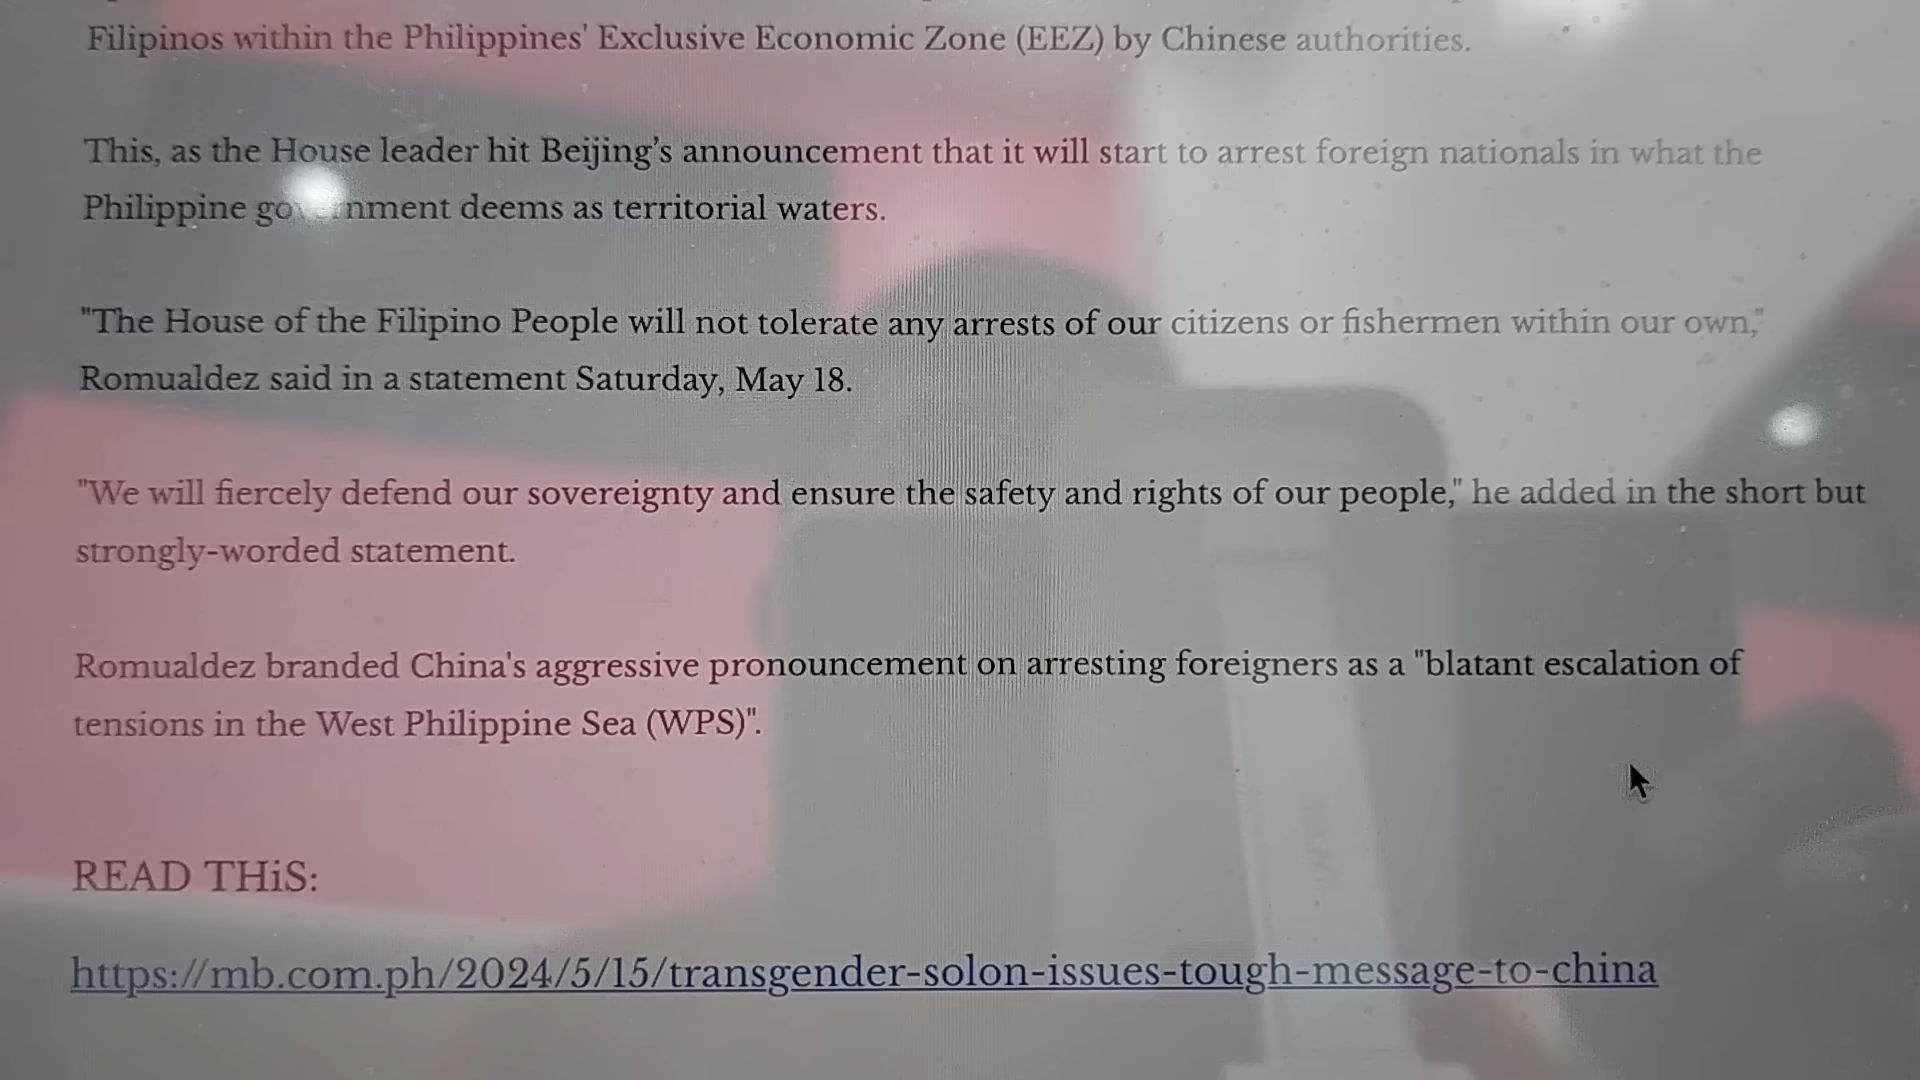 Filipinos within the Philippines' Exclusive Economic Zone (EEZ) by Chinese authorities.
This, as the House leader hit Beijing's announcement that it will start to arrest foreign nationals in what the
Philippine government deems as territorial waters.
"The House of the Filipino People will not tolerate any arrests of our citizens or fishermen within our own,"
Romualdez said in a statement Saturday, May 18.
"We will fiercely defend our sovereignty and ensure the safety and rights of our people," he added in the short but
strongly-worded statement.
Romualdez branded China's aggressive pronouncement on arresting foreigners as a "blatant escalation of
tensions in the West Philippine Sea (WPS)".
READ THiS:
https://mb.com.ph/2024/5/15/transgender-solon-issues-tough-message-to-china